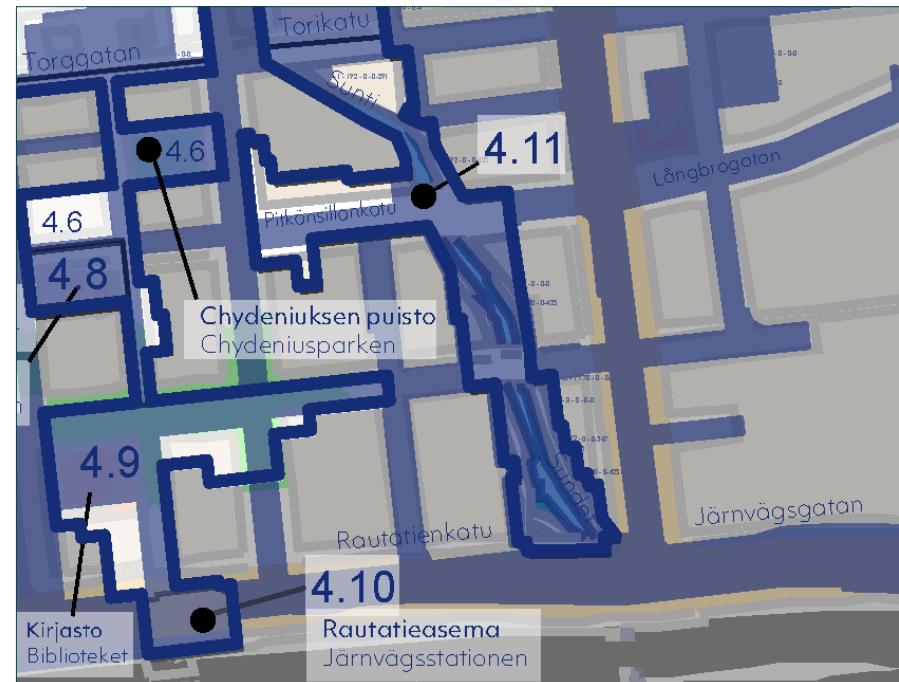 Torikatu
Torggatan
Sunti
4.6
4.11
Långbrogatan
4.6
Pitkänsillankatu
4.8
Chydeniuksen puisto
Chydeniusparken
4.9
Sundet
Rautatienkatu
Järnvägsgatan
4.10
Kirjasto
Biblioteket
Rautatieasema
Järnvägsstationen